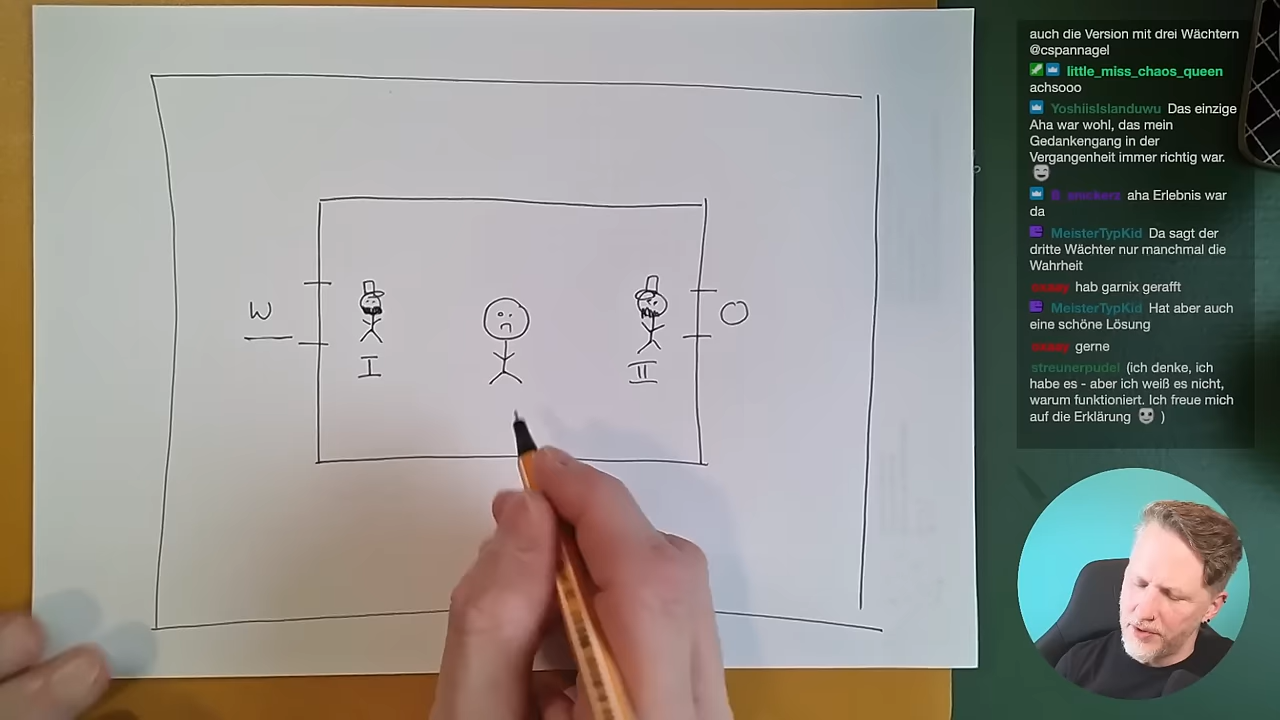 W
I
II
O
auch die Version mit drei Wächtern
@cspannagel
little_miss_chaos_queen
achsooo
YoshiisIslanduwu Das einzige
Aha war wohl, das mein
Gedankengang in der
Vergangenheit immer richtig war.
aha Erlebnis war
da
MeisterTypKid Da sagt der
dritte Wächter nur manchmal die
Wahrheit
hab garnix gerafft
MeisterTypKid Hat aber auch
eine schöne Lösung
gerne
streunerpudel (ich denke, ich
habe es - aber ich weiß es nicht,
warum funktioniert. Ich freue mich
auf die Erklärung )